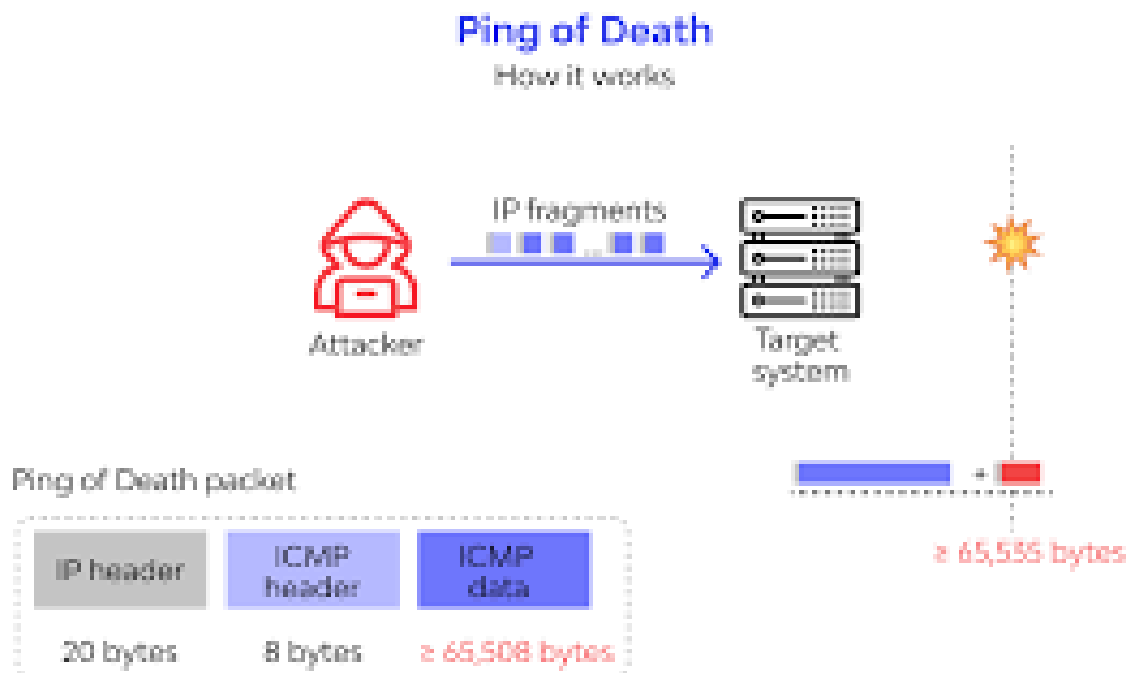 Ping of Death
How it works
IP fragments
...
Attacker
Target
system
Ping of Death packet
+
IP header
ICMP
header
ICMP
data
≥ 65,535 bytes
20 bytes
8 bytes
≥ 65,508 bytes